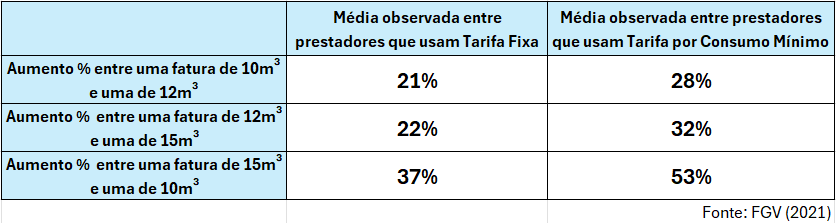 Média observada entre
prestadores que usam Tarifa Fixa
Média observada entre prestadores
que usam Tarifa por Consumo Mínimo
Aumento % entre uma fatura de 10m³
e uma de 12m³
21%
28%
Aumento % entre uma fatura de 12m³
e uma de 15m³
22%
32%
Aumento % entre uma fatura de 15m³
e uma de 10m³
37%
53%
Fonte: FGV (2021)